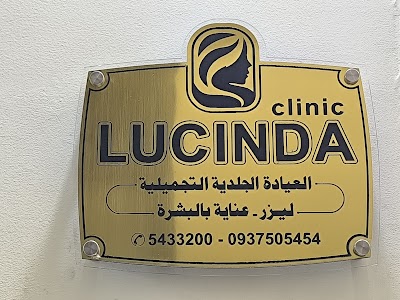 clinic
LUCINDA
العيادة الجلدية التجميلية
ليزر - عناية بالبشرة
✆ 5433200 - 0937505454